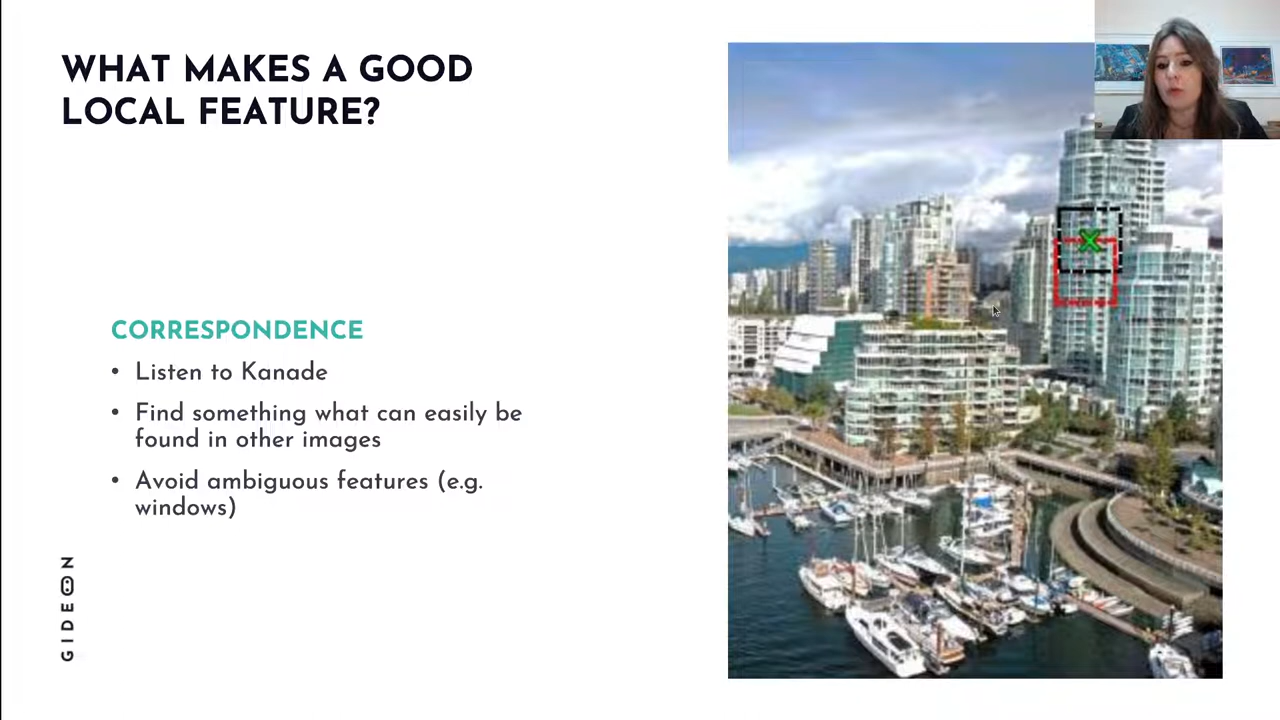 WHAT MAKES A GOOD
LOCAL FEATURE?
CORRESPONDENCE
• Listen to Kanade
• Find something what can easily be
found in other images
• Avoid ambiguous features (e.g.
windows)
GIDEON